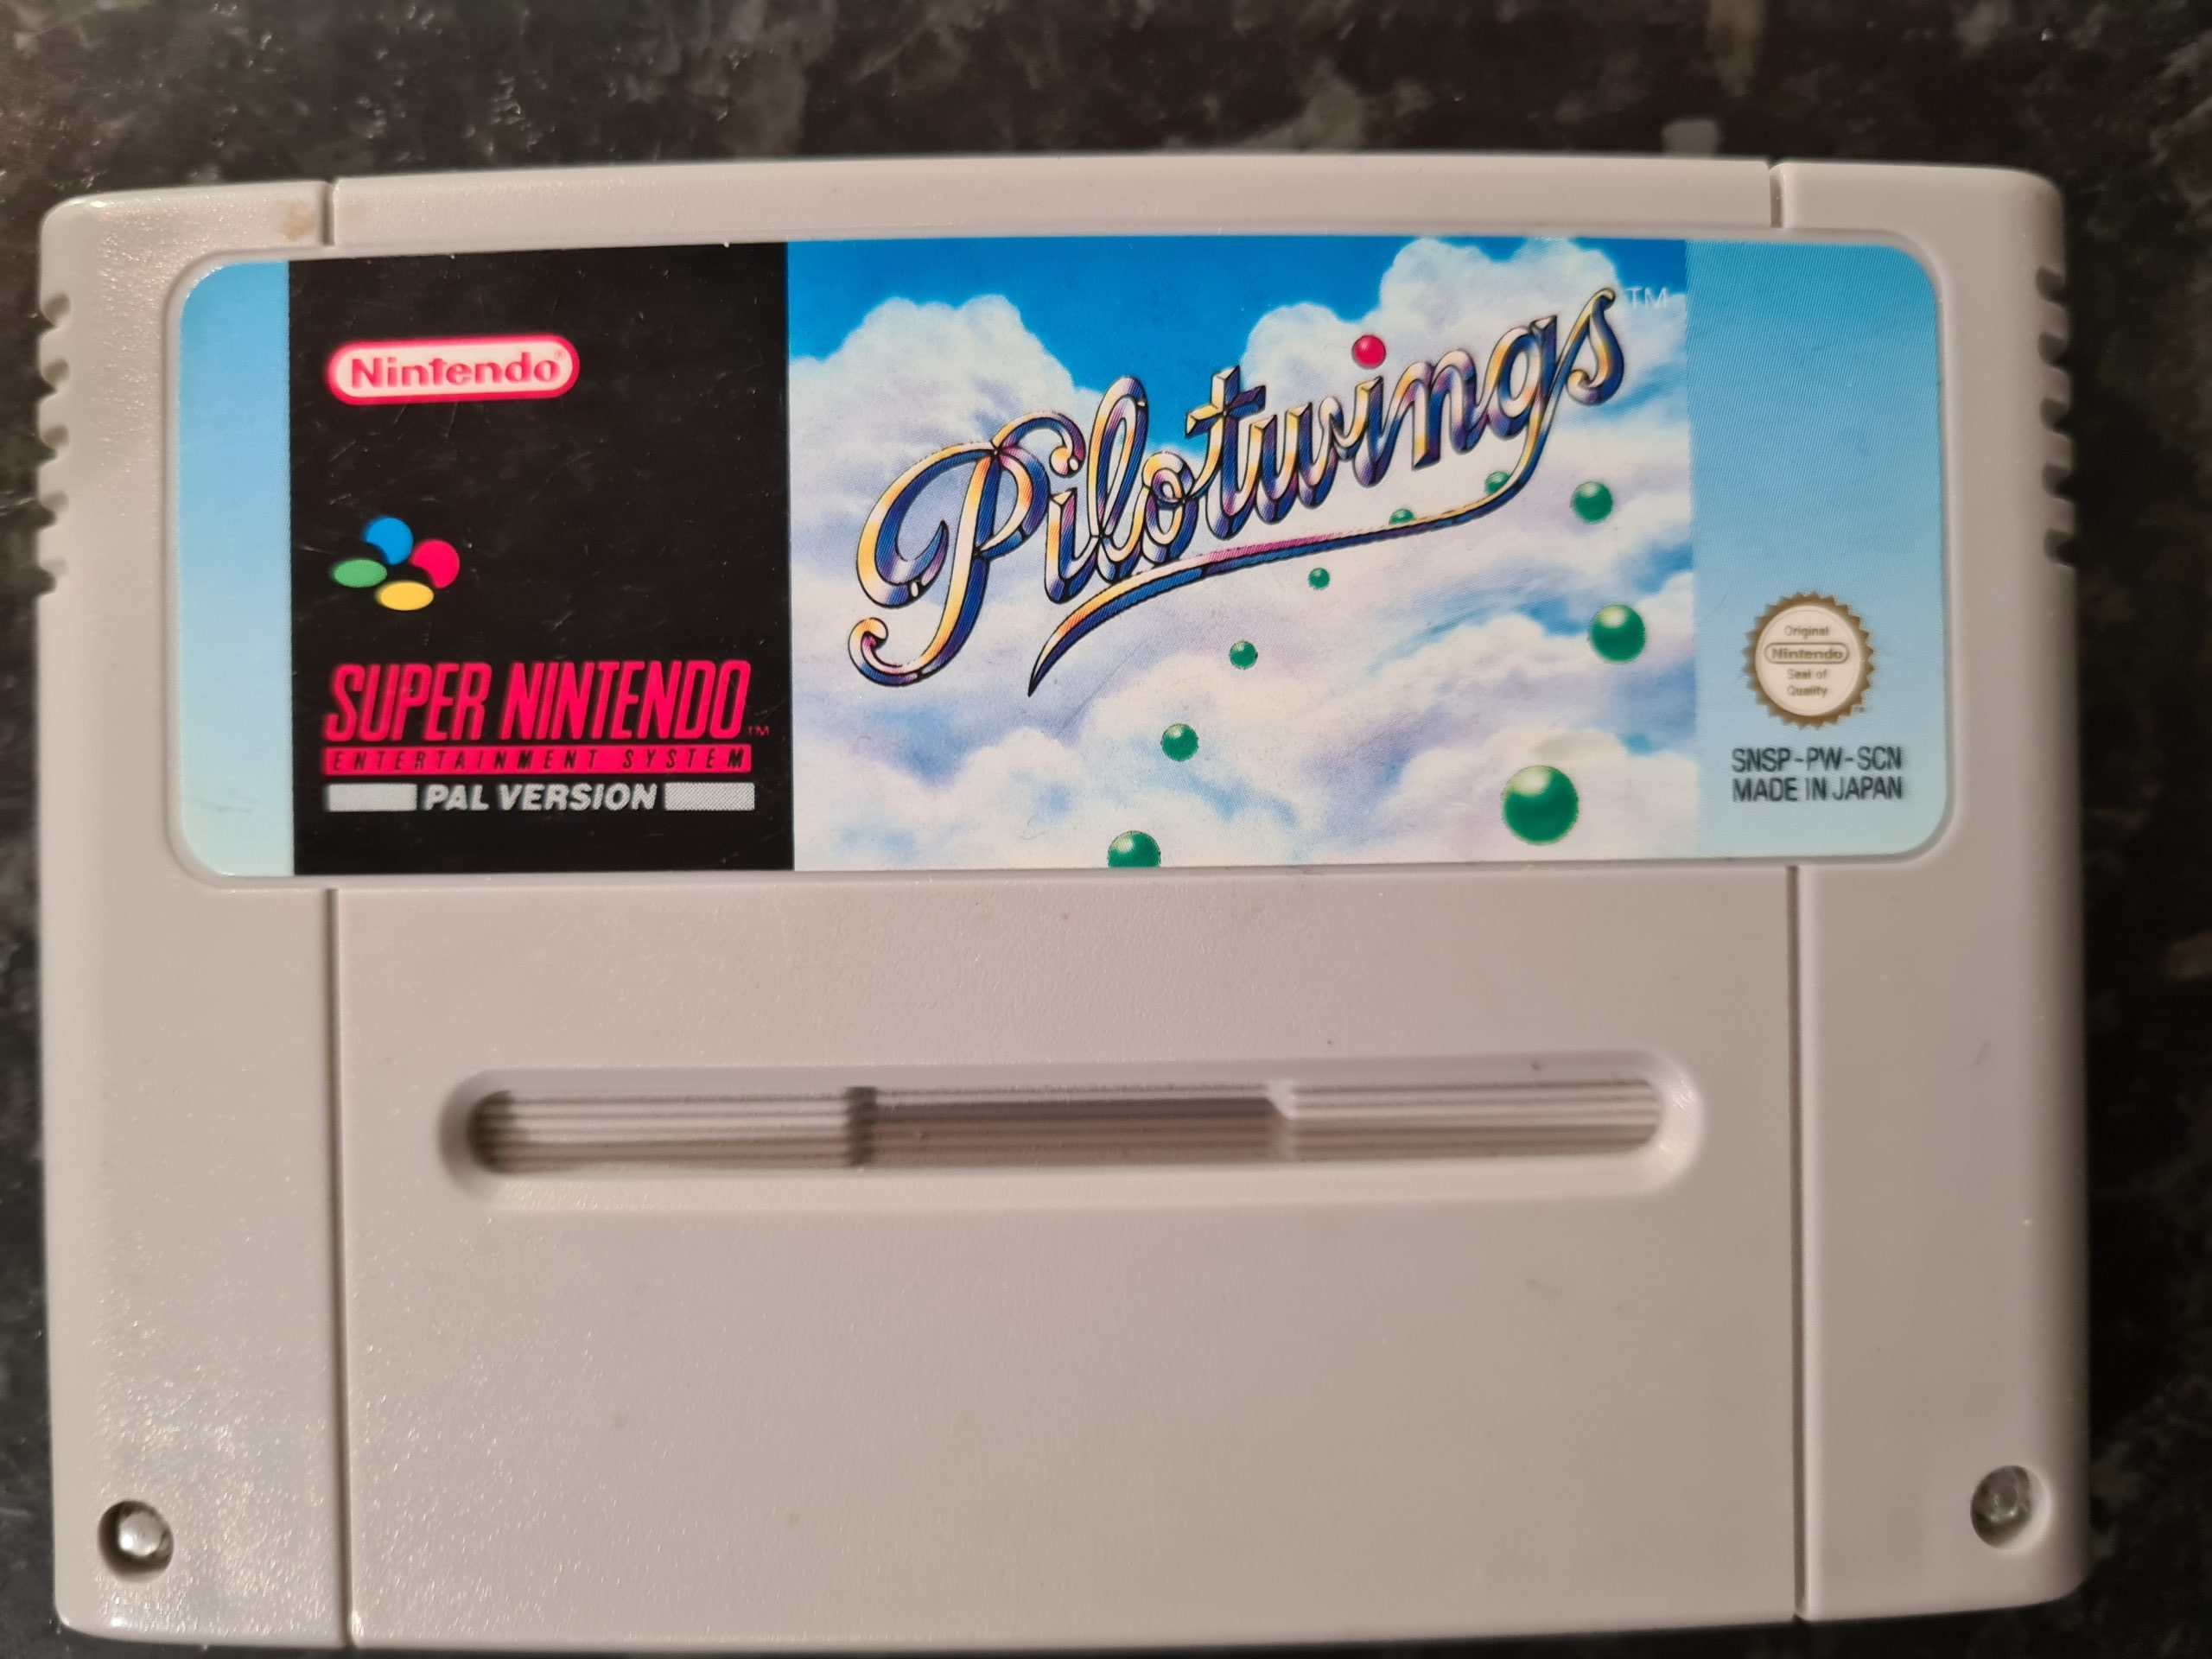 Nintendo®
SUPER NINTENDO™
ENTERTAINMENT SYSTEM
PAL VERSION
Pilotwings™
Original
Nintendo
Seal of
Quality
SNSP-PW-SCN
MADE IN JAPAN